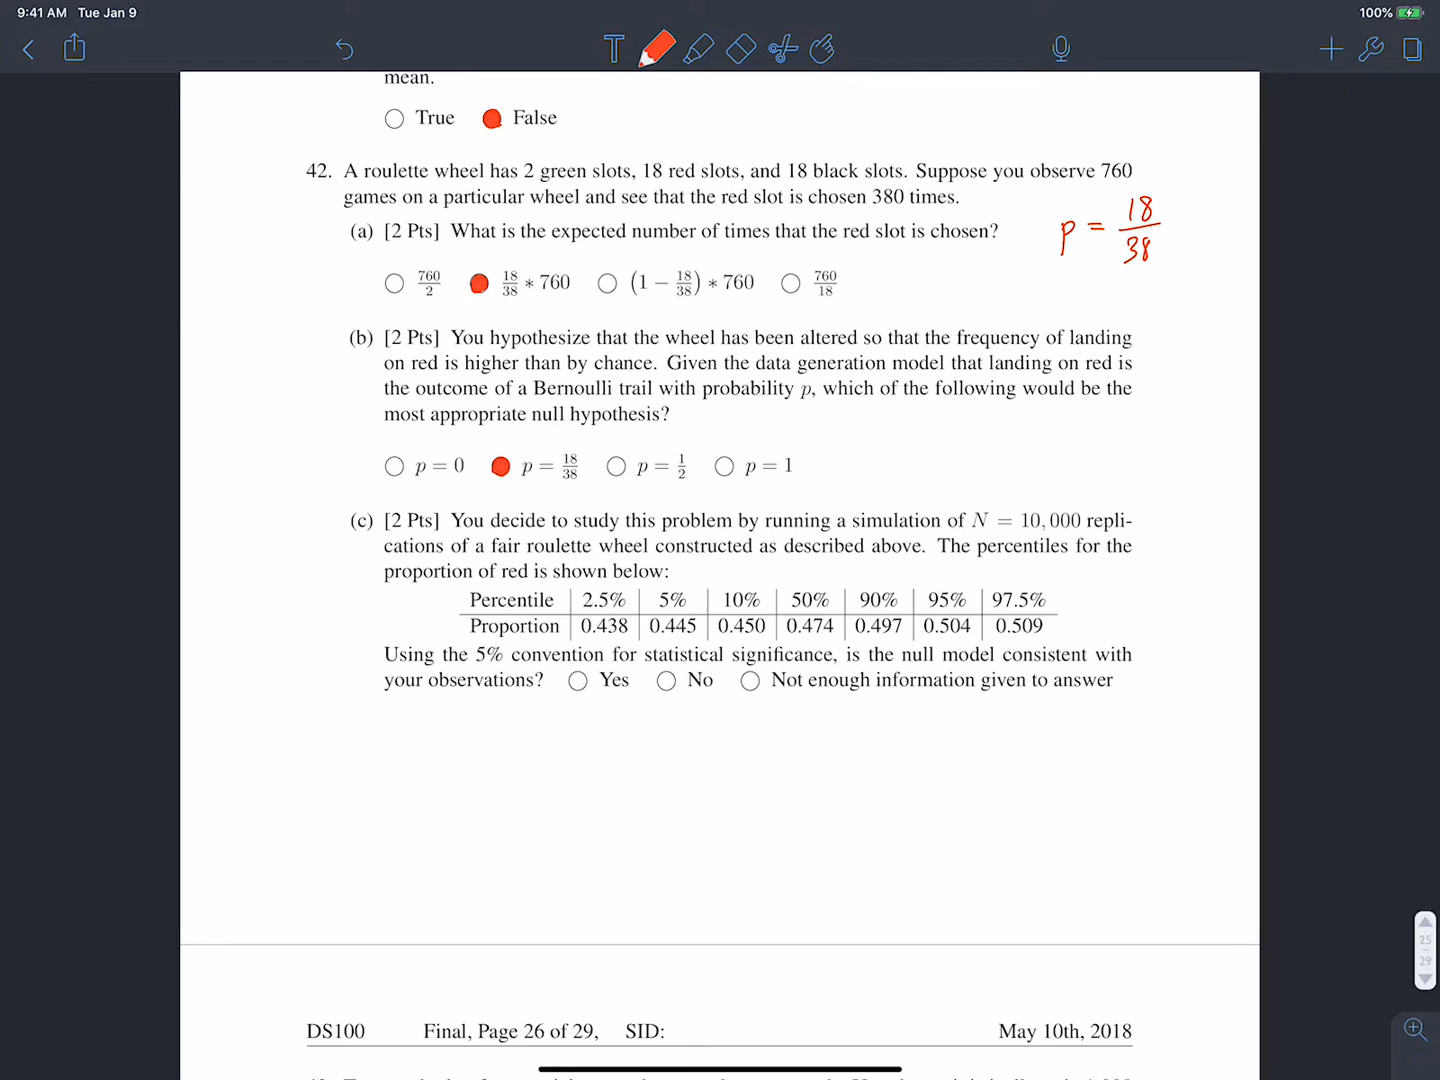 9:41 AM Tue Jan 9
100%
T
mean.
True False
42. A roulette wheel has 2 green slots, 18 red slots, and 18 black slots. Suppose you observe 760
games on a particular wheel and see that the red slot is chosen 380 times.
p = 18/38
(a) [2 Pts] What is the expected number of times that the red slot is chosen?
760/2 18/38 * 760 (1 − 18/38) * 760 760/18
(b) [2 Pts] You hypothesize that the wheel has been altered so that the frequency of landing
on red is higher than by chance. Given the data generation model that landing on red is
the outcome of a Bernoulli trail with probability p, which of the following would be the
most appropriate null hypothesis?
p = 0 p = 18/38 p = 1/2 p = 1
(c) [2 Pts] You decide to study this problem by running a simulation of N = 10,000 repli-
cations of a fair roulette wheel constructed as described above. The percentiles for the
proportion of red is shown below:
Percentile 2.5% 5% 10% 50% 90% 95% 97.5%
Proportion 0.438 0.445 0.450 0.474 0.497 0.504 0.509
Using the 5% convention for statistical significance, is the null model consistent with
your observations? Yes No Not enough information given to answer
25
29
DS100 Final, Page 26 of 29, SID: May 10th, 2018